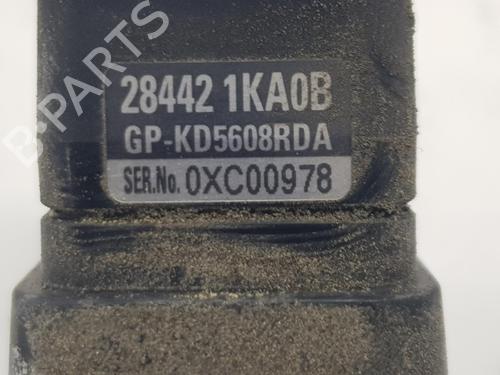 28442 1KA0B
GP-KD5608RDA
SER.No. 0XC00978
B-PARTS